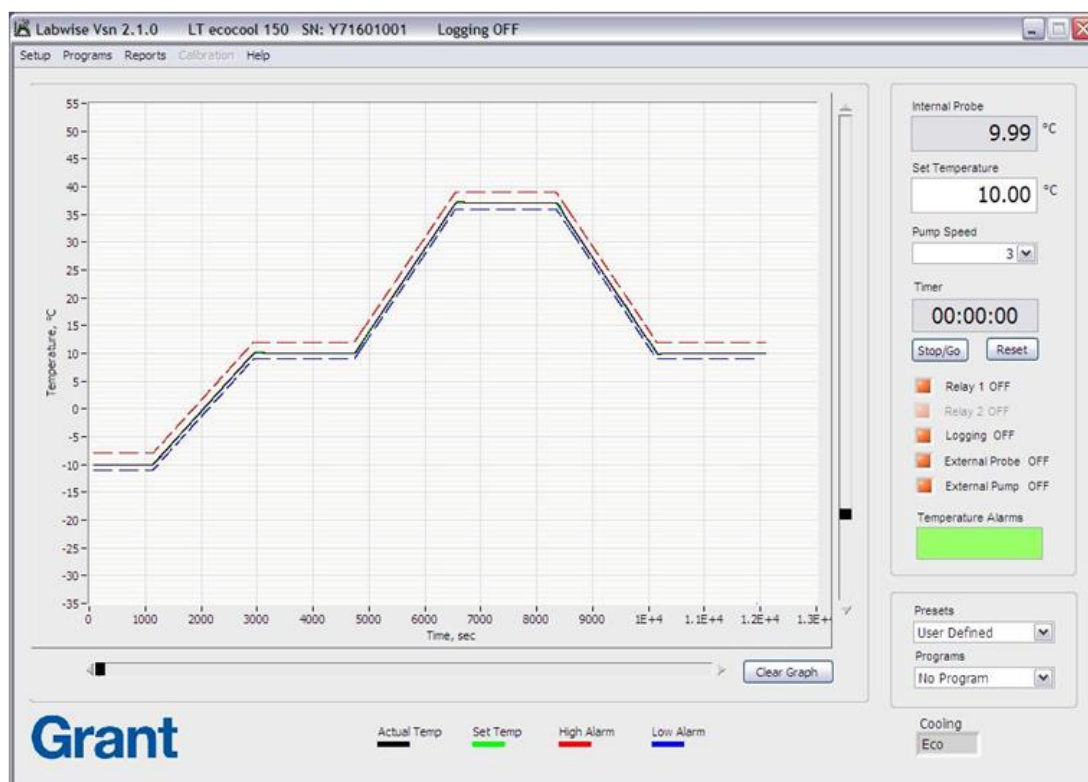 Labwise Vsn 2.1.0 LT ecocool 150 SN: Y71601001 Logging OFF
Setup Programs Reports Calibration Help
Temperature, °C
55
50
45
40
35
30
25
20
15
10
5
0
-5
-10
-15
-20
-25
-30
-35
0 1000 2000 3000 4000 5000 6000 7000 8000 9000 1E+4 1.1E+4 1.2E+4 1.3E+
Time, sec
Clear Graph
Internal Probe
9.99 °C
Set Temperature
10.00 °C
Pump Speed
3
Timer
00:00:00
Stop/Go Reset
Relay 1 OFF
Relay 2 OFF
Logging OFF
External Probe OFF
External Pump OFF
Temperature Alarms
Presets
User Defined
Programs
No Program
Grant
Actual Temp Set Temp High Alarm Low Alarm
Cooling
Eco